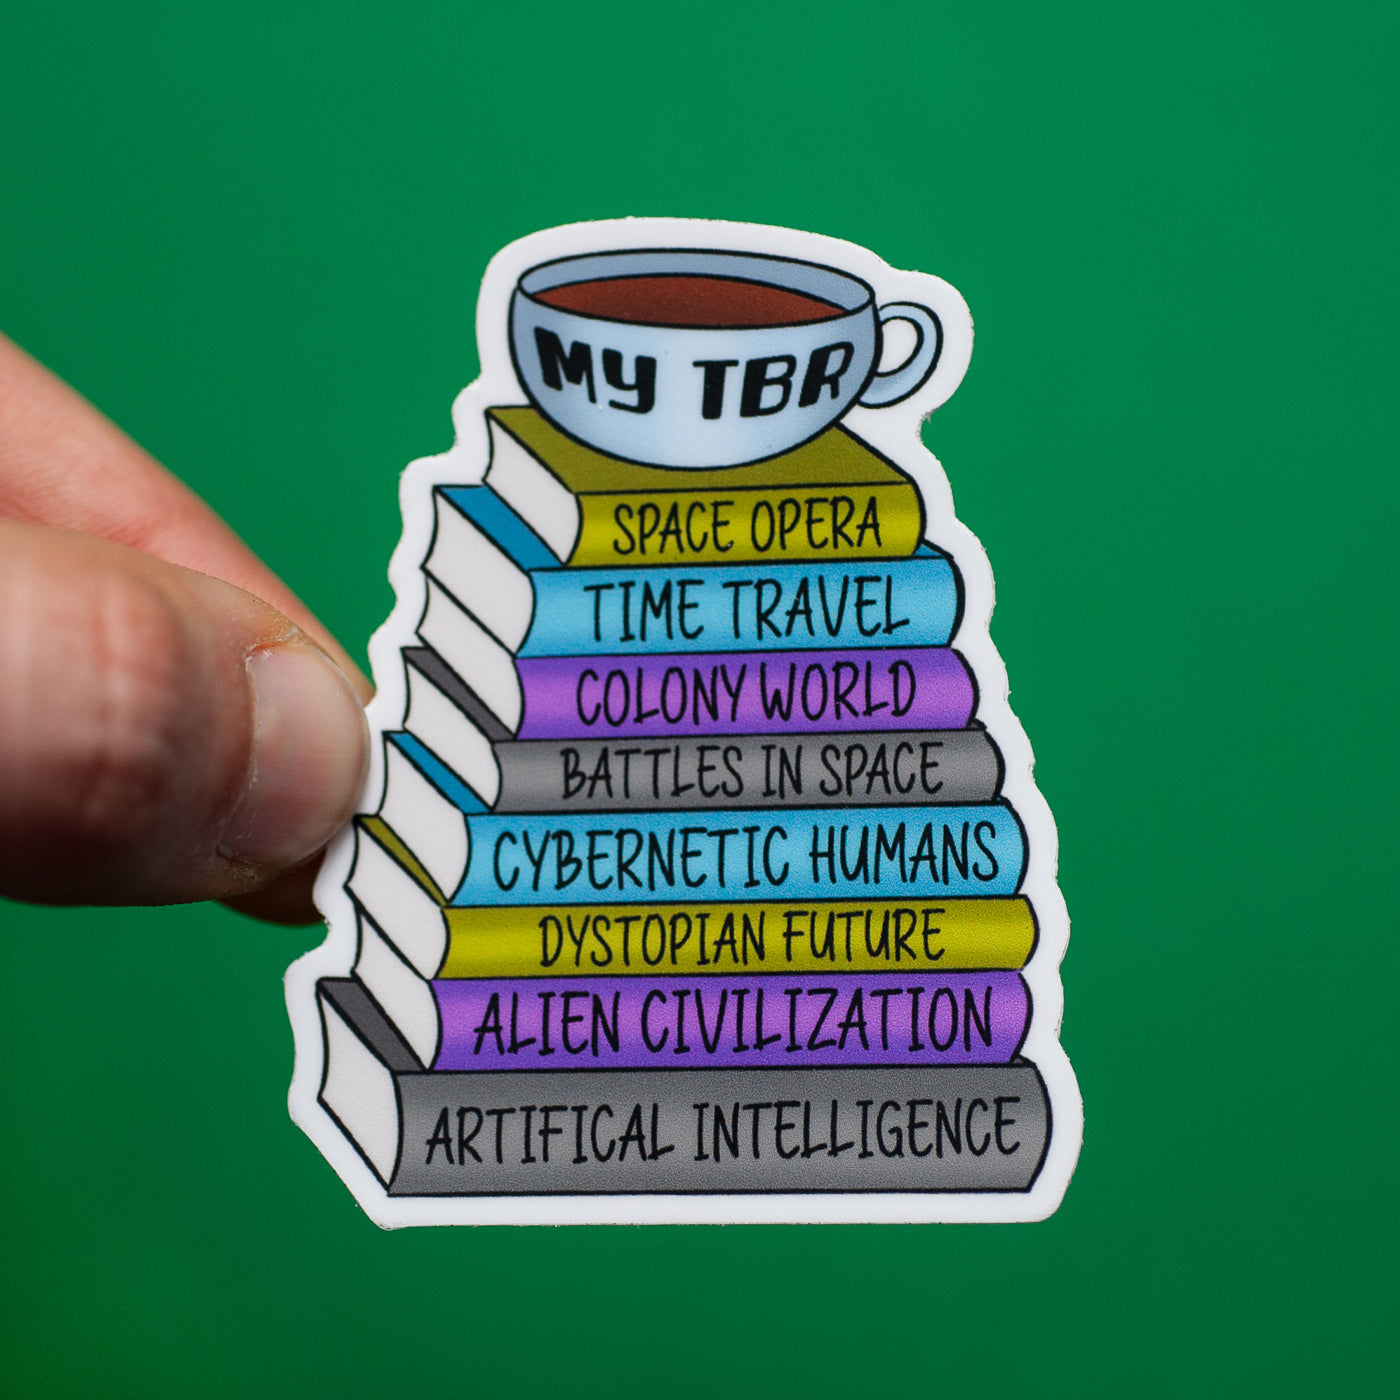 MY TBR
SPACE OPERA
TIME TRAVEL
COLONY WORLD
BATTLES IN SPACE
CYBERNETIC HUMANS
DYSTOPIAN FUTURE
ALIEN CIVILIZATION
ARTIFICAL INTELLIGENCE